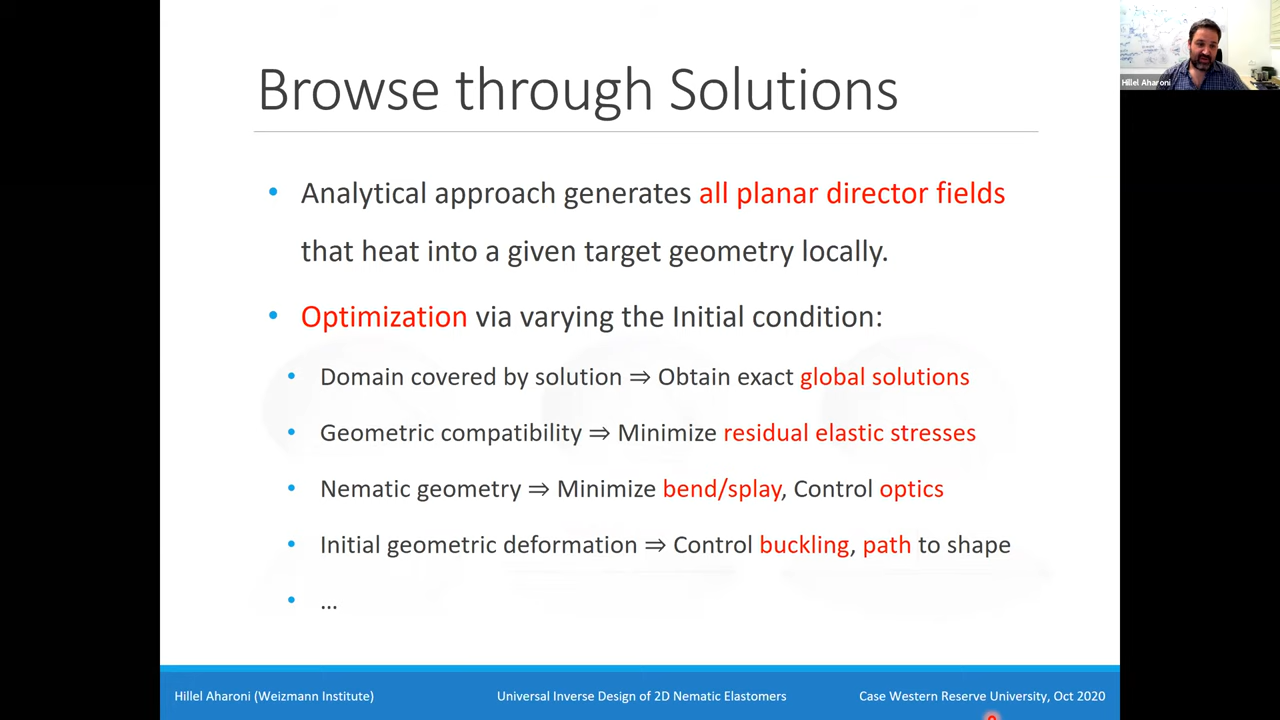 Browse through Solutions
• Analytical approach generates all planar director fields
that heat into a given target geometry locally.
• Optimization via varying the Initial condition:
• Domain covered by solution ⇒ Obtain exact global solutions
• Geometric compatibility ⇒ Minimize residual elastic stresses
• Nematic geometry ⇒ Minimize bend/splay, Control optics
• Initial geometric deformation ⇒ Control buckling, path to shape
• ...
Hillel Aharoni (Weizmann Institute)
Universal Inverse Design of 2D Nematic Elastomers
Case Western Reserve University, Oct 2020
Hillel Aharoni